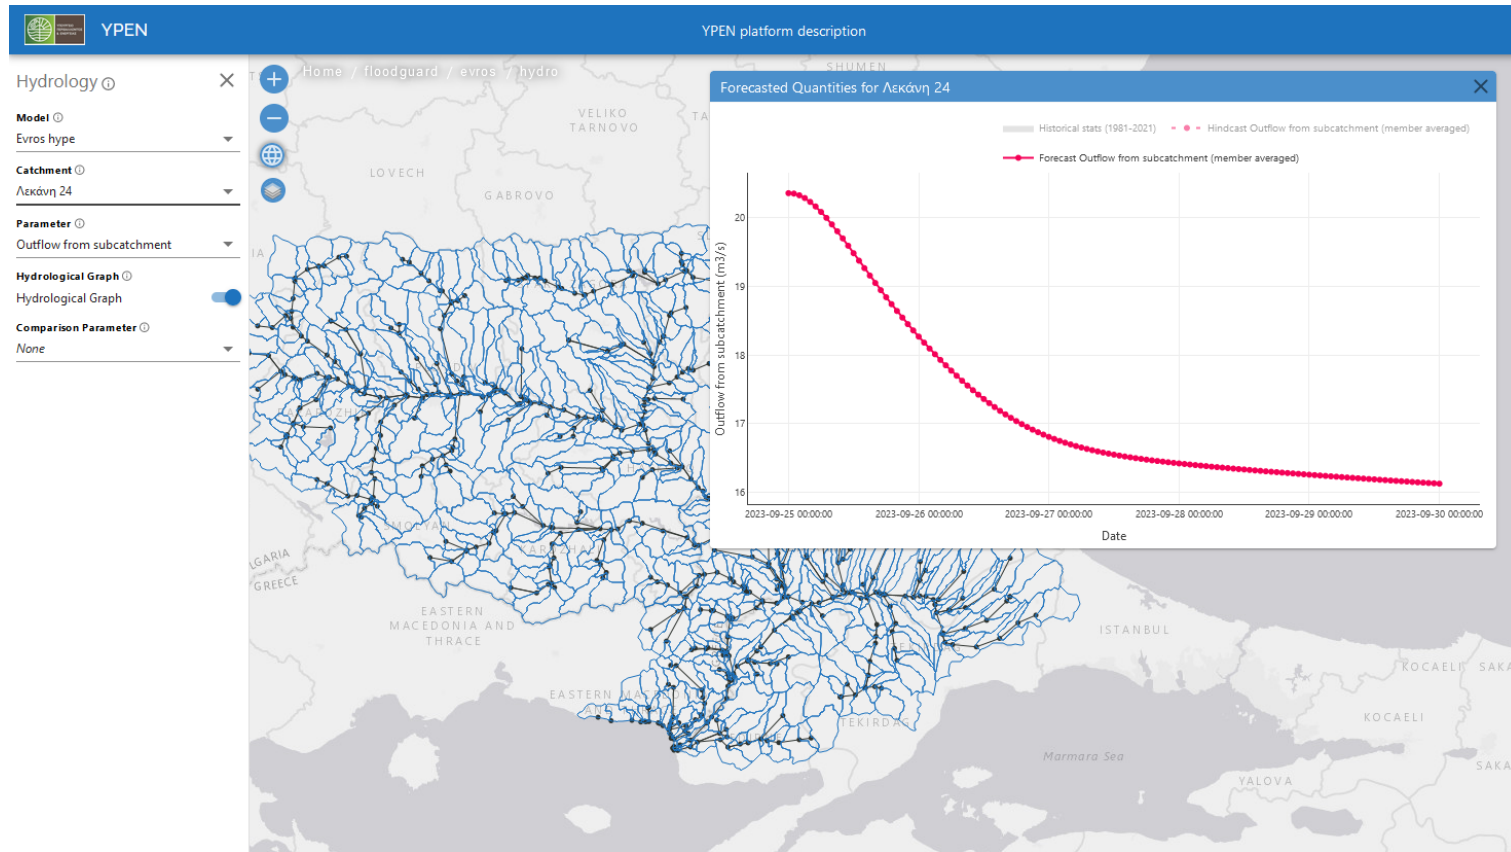 YPEN
YPEN platform description
Hydrology
Model
Evros hype
Catchment
Λεκάνη 24
Parameter
Outflow from subcatchment
Hydrological Graph
Hydrological Graph
Comparison Parameter
None
Home / floodguard / evros / hydro
Forecasted Quantities for Λεκάνη 24
Historical stats (1981-2021)
Hindcast Outflow from subcatchment (member averaged)
Forecast Outflow from subcatchment (member averaged)
Outflow from subcatchment (m3/s)
20
19
18
17
16
2023-09-25 00:00:00
2023-09-26 00:00:00
2023-09-27 00:00:00
2023-09-28 00:00:00
2023-09-29 00:00:00
2023-09-30 00:00:00
Date
SHUMEN
VELIKO
TARNOVO
LOVECH
GABROVO
SMOLYAN
GREECE
EASTERN
MACEDONIA AND
THRACE
ISTANBUL
KOCAELI
SAKA
EASTERN
TEKIRDAG
KOCAELI
Marmara Sea
SAKA
YALOVA